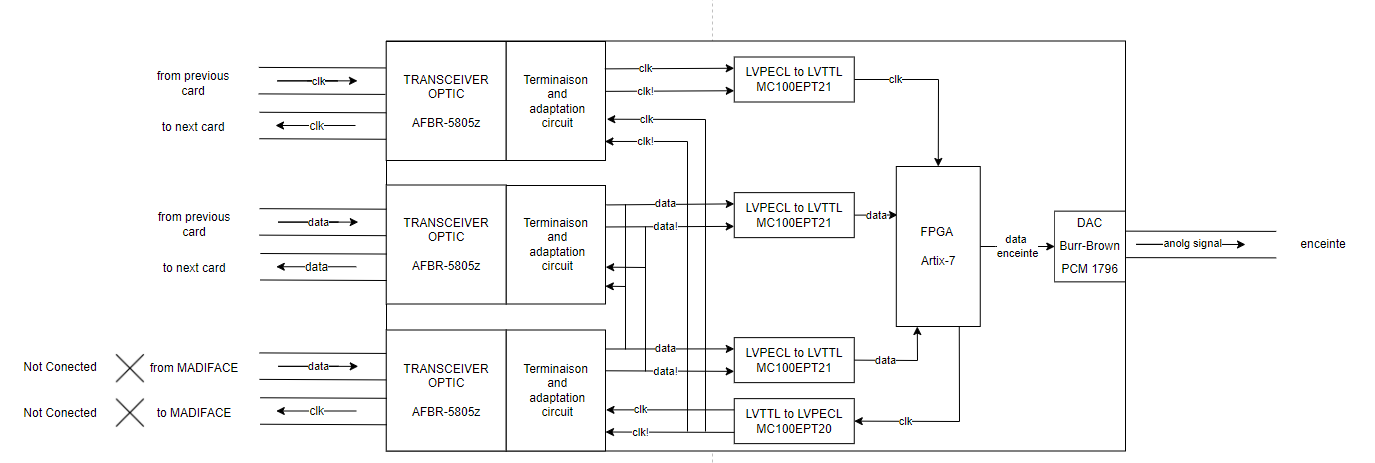 from previous
card
clk
to next card
clk
TRANSCEIVER
OPTIC
AFBR-5805z
Terminaison
and
adaptation
circuit
clk
clk!
clk
clk!
LVPECL to LVTTL
MC100EPT21
clk
from previous
card
data
to next card
data
TRANSCEIVER
OPTIC
AFBR-5805z
Terminaison
and
adaptation
circuit
data
data!
LVPECL to LVTTL
MC100EPT21
data
FPGA
Artix-7
data
enceinte
DAC
Burr-Brown
PCM 1796
anolg signal
enceinte
Not Conected
from MADIFACE
data
Not Conected
to MADIFACE
clk
TRANSCEIVER
OPTIC
AFBR-5805z
Terminaison
and
adaptation
circuit
data
data!
clk
clk!
LVPECL to LVTTL
MC100EPT21
data
LVTTL to LVPECL
MC100EPT20
clk